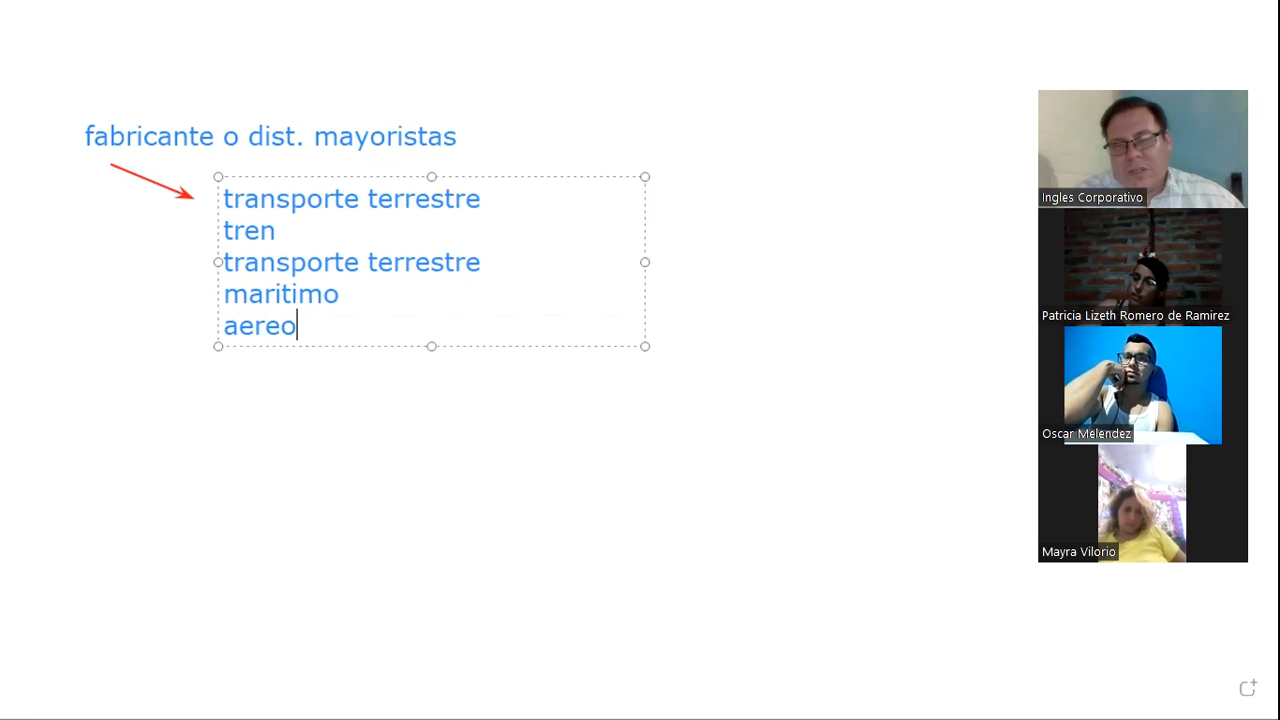 fabricante o dist. mayoristas
transporte terrestre
tren
transporte terrestre
maritimo
aereo
Ingles Corporativo
Patricia Lizeth Romero de Ramirez
Oscar Melendez
Mayra Vilorio